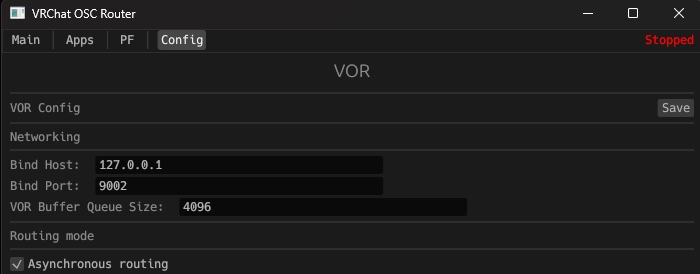 VRChat OSC Router
Main Apps PF Config Stopped
VOR
VOR Config Save
Networking
Bind Host: 127.0.0.1
Bind Port: 9002
VOR Buffer Queue Size: 4096
Routing mode
Asynchronous routing